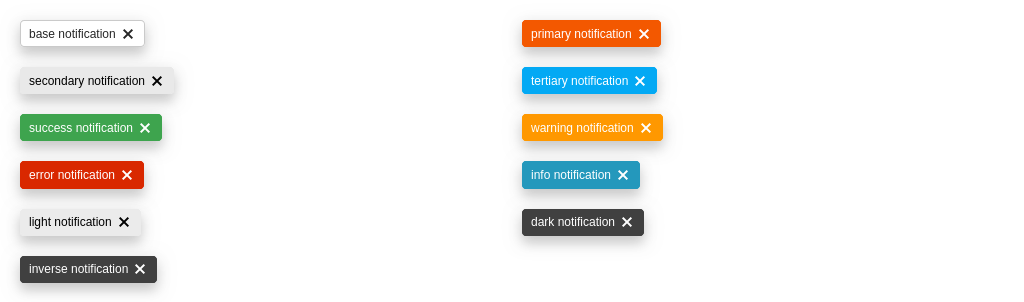 base notification
primary notification
secondary notification
tertiary notification
success notification
warning notification
error notification
info notification
light notification
dark notification
inverse notification